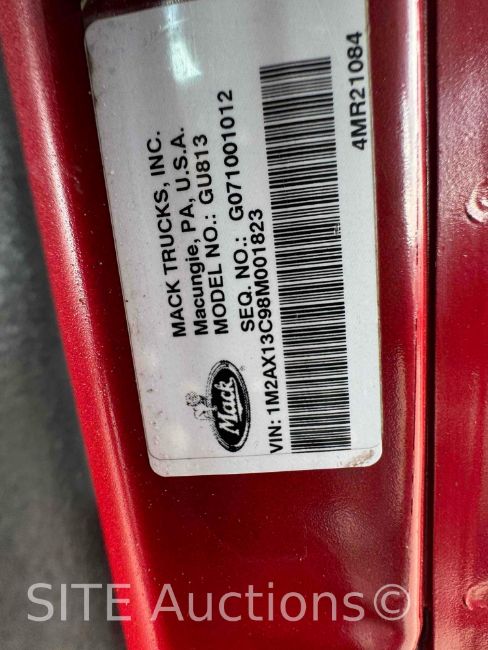 MACK TRUCKS, INC.
Macungie, PA, U.S.A.
MODEL NO.: GU813
SEQ. NO.: G071001012
Mack
VIN: 1M2AX13C98M001823
4MR21084
SITE Auctions©